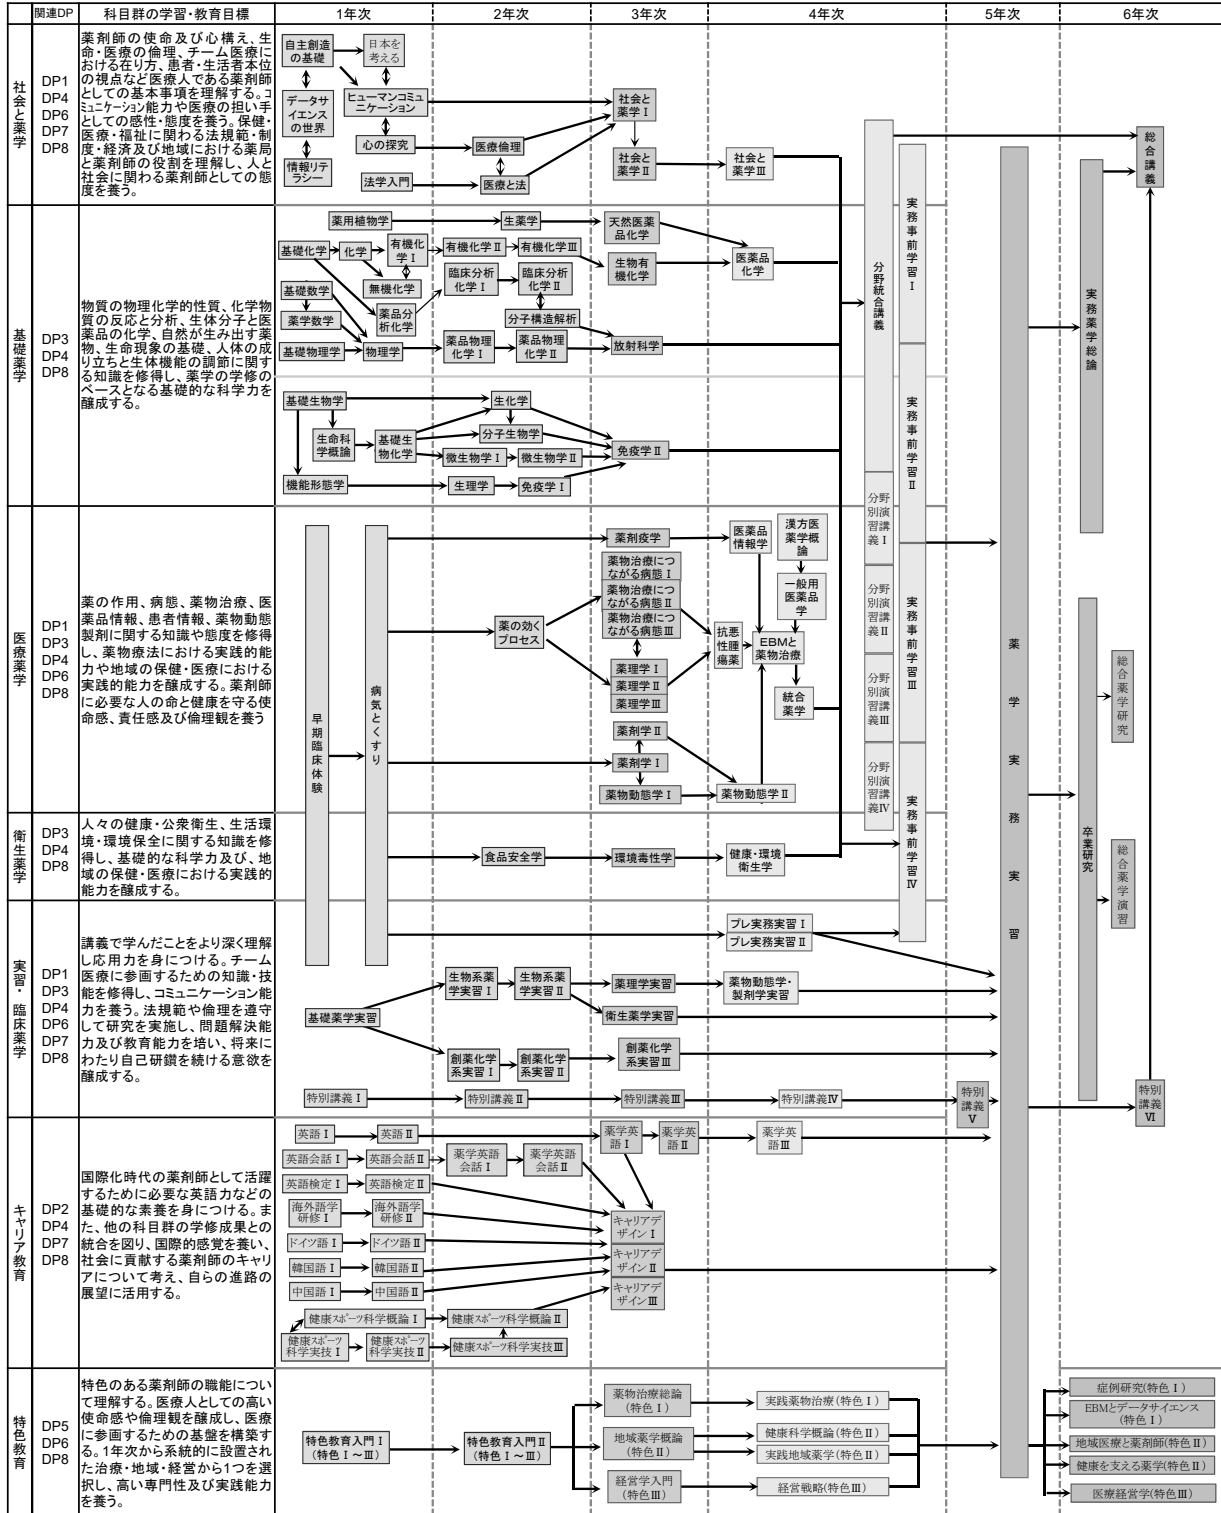 関連DP
科目群の学習・教育目標
1年次
2年次
3年次
4年次
5年次
6年次
社会と薬学
DP1
DP4
DP6
DP7
DP8
薬剤師の使命及び心構え、生
命・医療の倫理、チーム医療に
おける在り方、患者・生活者本位
の視点など医療人である薬剤師
としての基本事項を理解する。コ
ミュニケーション能力や医療の担い手
としての感性・態度を養う。保健・
医療・福祉に関わる法規範・制
度・経済及び地域における薬局
と薬剤師の役割を理解し、人と
社会に関わる薬剤師としての態
度を養う。
自主創造
の基礎
日本を
考える
データサ
イエンス
の世界
ヒューマンコミュ
ニケーション
情報リテ
ラシー
心の探究
法学入門
医療倫理
医療と法
社会と
薬学Ⅰ
社会と
薬学Ⅱ
社会と
薬学Ⅲ
基礎薬学
DP3
DP4
DP8
物質の物理化学的性質、化学物
質の反応と分析、生体分子と医
薬品の化学、自然が生み出す薬
物、生命現象の基礎、人体の成
り立ちと生体機能の調節に関す
る知識を修得し、薬学の学修の
ベースとなる基礎的な科学力を
醸成する。
薬用植物学
生薬学
天然医薬
品化学
基礎化学
化学
有機化
学Ⅰ
有機化学Ⅱ
有機化学Ⅲ
生物有
機化学
医薬品
化学
無機化学
臨床分析
化学Ⅰ
臨床分析
化学Ⅱ
基礎数学
薬学数学
薬品分
析化学
分子構造解析
基礎物理学
物理学
薬品物理
化学Ⅰ
薬品物理
化学Ⅱ
放射科学
基礎生物学
生化学
生命科
学概論
基礎生
物化学
分子生物学
微生物学Ⅰ
微生物学Ⅱ
免疫学Ⅱ
機能形態学
生理学
免疫学Ⅰ
医療薬学
DP1
DP3
DP4
DP6
DP8
薬の作用、病態、薬物治療、医
薬品情報、患者情報、薬物動態
製剤に関する知識や態度を修得
し、薬物療法における実践的能
力や地域の保健・医療における
実践的能力を醸成する。薬剤師
に必要な人の命と健康を守る使
命感、責任感及び倫理観を養う
早期臨床体験
病気とくすり
薬の効く
プロセス
薬剤疫学
薬物治療につ
ながる病態Ⅰ
薬物治療につ
ながる病態Ⅱ
薬物治療につ
ながる病態Ⅲ
薬理学Ⅰ
薬理学Ⅱ
薬理学Ⅲ
薬剤学Ⅱ
薬剤学Ⅰ
薬物動態学Ⅰ
医薬品
情報学
漢方医
薬学概
論
一般用
医薬品
学
抗悪
性腫
瘍薬
EBMと
薬物治療
統合
薬学
薬物動態学Ⅱ
分野統合講義
分野別演習講義Ⅰ
分野別演習講義Ⅱ
分野別演習講義Ⅲ
分野別演習講義Ⅳ
実務事前学習Ⅰ
実務事前学習Ⅱ
実務事前学習Ⅲ
実務事前学習Ⅳ
薬学実務実習
実務薬学総論
卒業研究
総合講義
総合薬学研究
総合薬学演習
衛生薬学
DP3
DP4
DP8
人々の健康・公衆衛生、生活環
境・環境保全に関する知識を修
得し、基礎的な科学力及び、地
域の保健・医療における実践的
能力を醸成する。
食品安全学
環境毒性学
健康・環境
衛生学
実習・臨床薬学
DP1
DP3
DP4
DP6
DP7
DP8
講義で学んだことをより深く理解
し応用力を身につける。チーム
医療に参画するための知識・技
能を修得し、コミュニケーション能
力を養う。法規範や倫理を遵守
して研究を実施し、問題解決能
力及び教育能力を培い、将来に
わたり自己研鑽を続ける意欲を
醸成する。
プレ実務実習Ⅰ
プレ実務実習Ⅱ
基礎薬学実習
生物系薬
学実習Ⅰ
生物系薬
学実習Ⅱ
薬理学実習
薬物動態学・
製剤学実習
衛生薬学実習
創薬化学
系実習Ⅰ
創薬化学
系実習Ⅱ
創薬化学
系実習Ⅲ
特別講義Ⅰ
特別講義Ⅱ
特別講義Ⅲ
特別講義Ⅳ
特別
講義
Ⅴ
特別
講義
Ⅵ
キャリア教育
DP2
DP4
DP7
DP8
国際化時代の薬剤師として活躍
するために必要な英語力などの
基礎的な素養を身につける。ま
た、他の科目群の学修成果との
統合を図り、国際的感覚を養い、
社会に貢献する薬剤師のキャリ
アについて考え、自らの進路の
展望に活用する。
英語Ⅰ
英語Ⅱ
薬学英
語Ⅰ
薬学英
語Ⅱ
薬学英
語Ⅲ
英語会話Ⅰ
英語会話Ⅱ
薬学英語
会話Ⅰ
薬学英語
会話Ⅱ
英語検定Ⅰ
英語検定Ⅱ
海外語学
研修Ⅰ
海外語学
研修Ⅱ
ドイツ語Ⅰ
ドイツ語Ⅱ
韓国語Ⅰ
韓国語Ⅱ
中国語Ⅰ
中国語Ⅱ
キャリアデ
ザインⅠ
キャリアデ
ザインⅡ
キャリアデ
ザインⅢ
健康スポーツ科学概論Ⅰ
健康スポーツ科学概論Ⅱ
健康スポーツ
科学実技Ⅰ
健康スポーツ
科学実技Ⅱ
健康スポーツ科学実技Ⅲ
特色教育
DP5
DP6
DP8
特色のある薬剤師の職能につい
て理解する。医療人としての高い
使命感や倫理観を醸成し、医療
に参画するための基盤を構築す
る。1年次から系統的に設置され
た治療・地域・経営から1つを選
択し、高い専門性及び実践能力
を養う。
特色教育入門Ⅰ
(特色Ⅰ～Ⅲ)
特色教育入門Ⅱ
(特色Ⅰ～Ⅲ)
薬物治療総論
(特色Ⅰ)
地域薬学概論
(特色Ⅱ)
経営学入門
(特色Ⅲ)
実践薬物治療(特色Ⅰ)
健康科学概論(特色Ⅱ)
実践地域薬学(特色Ⅱ)
経営戦略(特色Ⅲ)
症例研究(特色Ⅰ)
EBMとデータサイエンス
(特色Ⅰ)
地域医療と薬剤師(特色Ⅱ)
健康を支える薬学(特色Ⅱ)
医療経営学(特色Ⅲ)